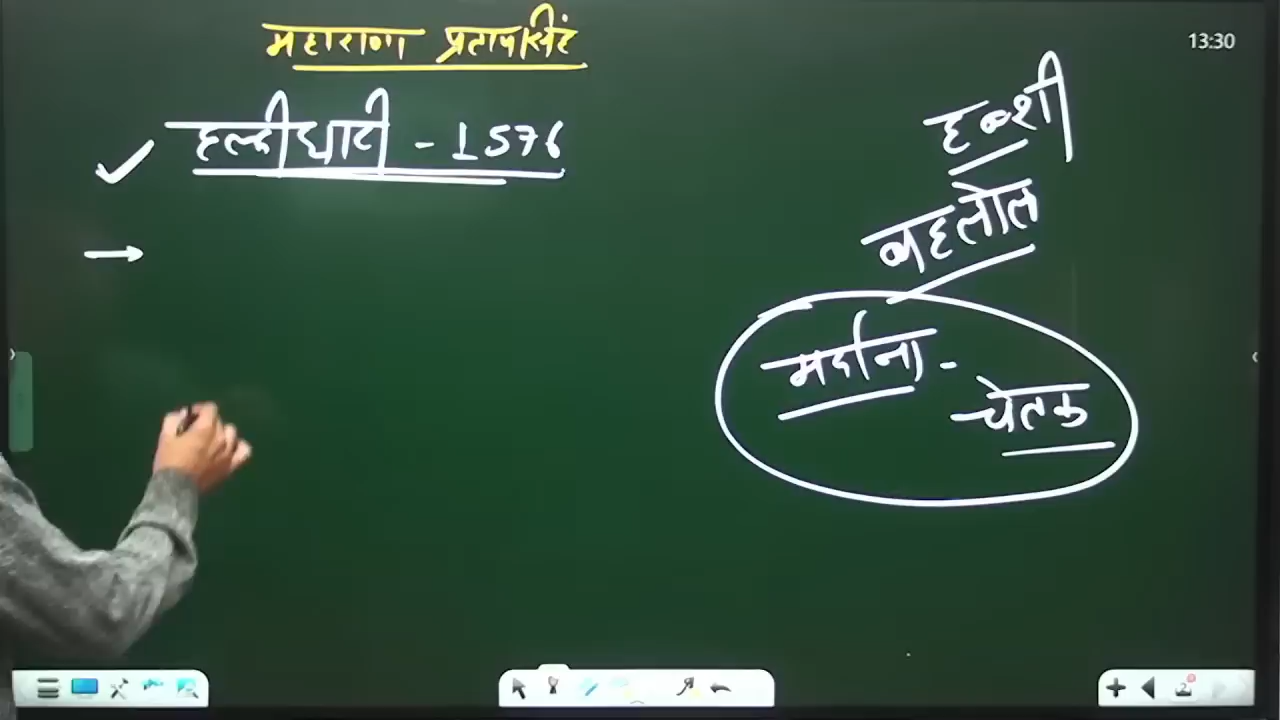 महाराणा प्रतापसिंह
13:30
हल्दीघाटी - 1576
हब्शी
बहलोल
मर्दाना -
चेतक